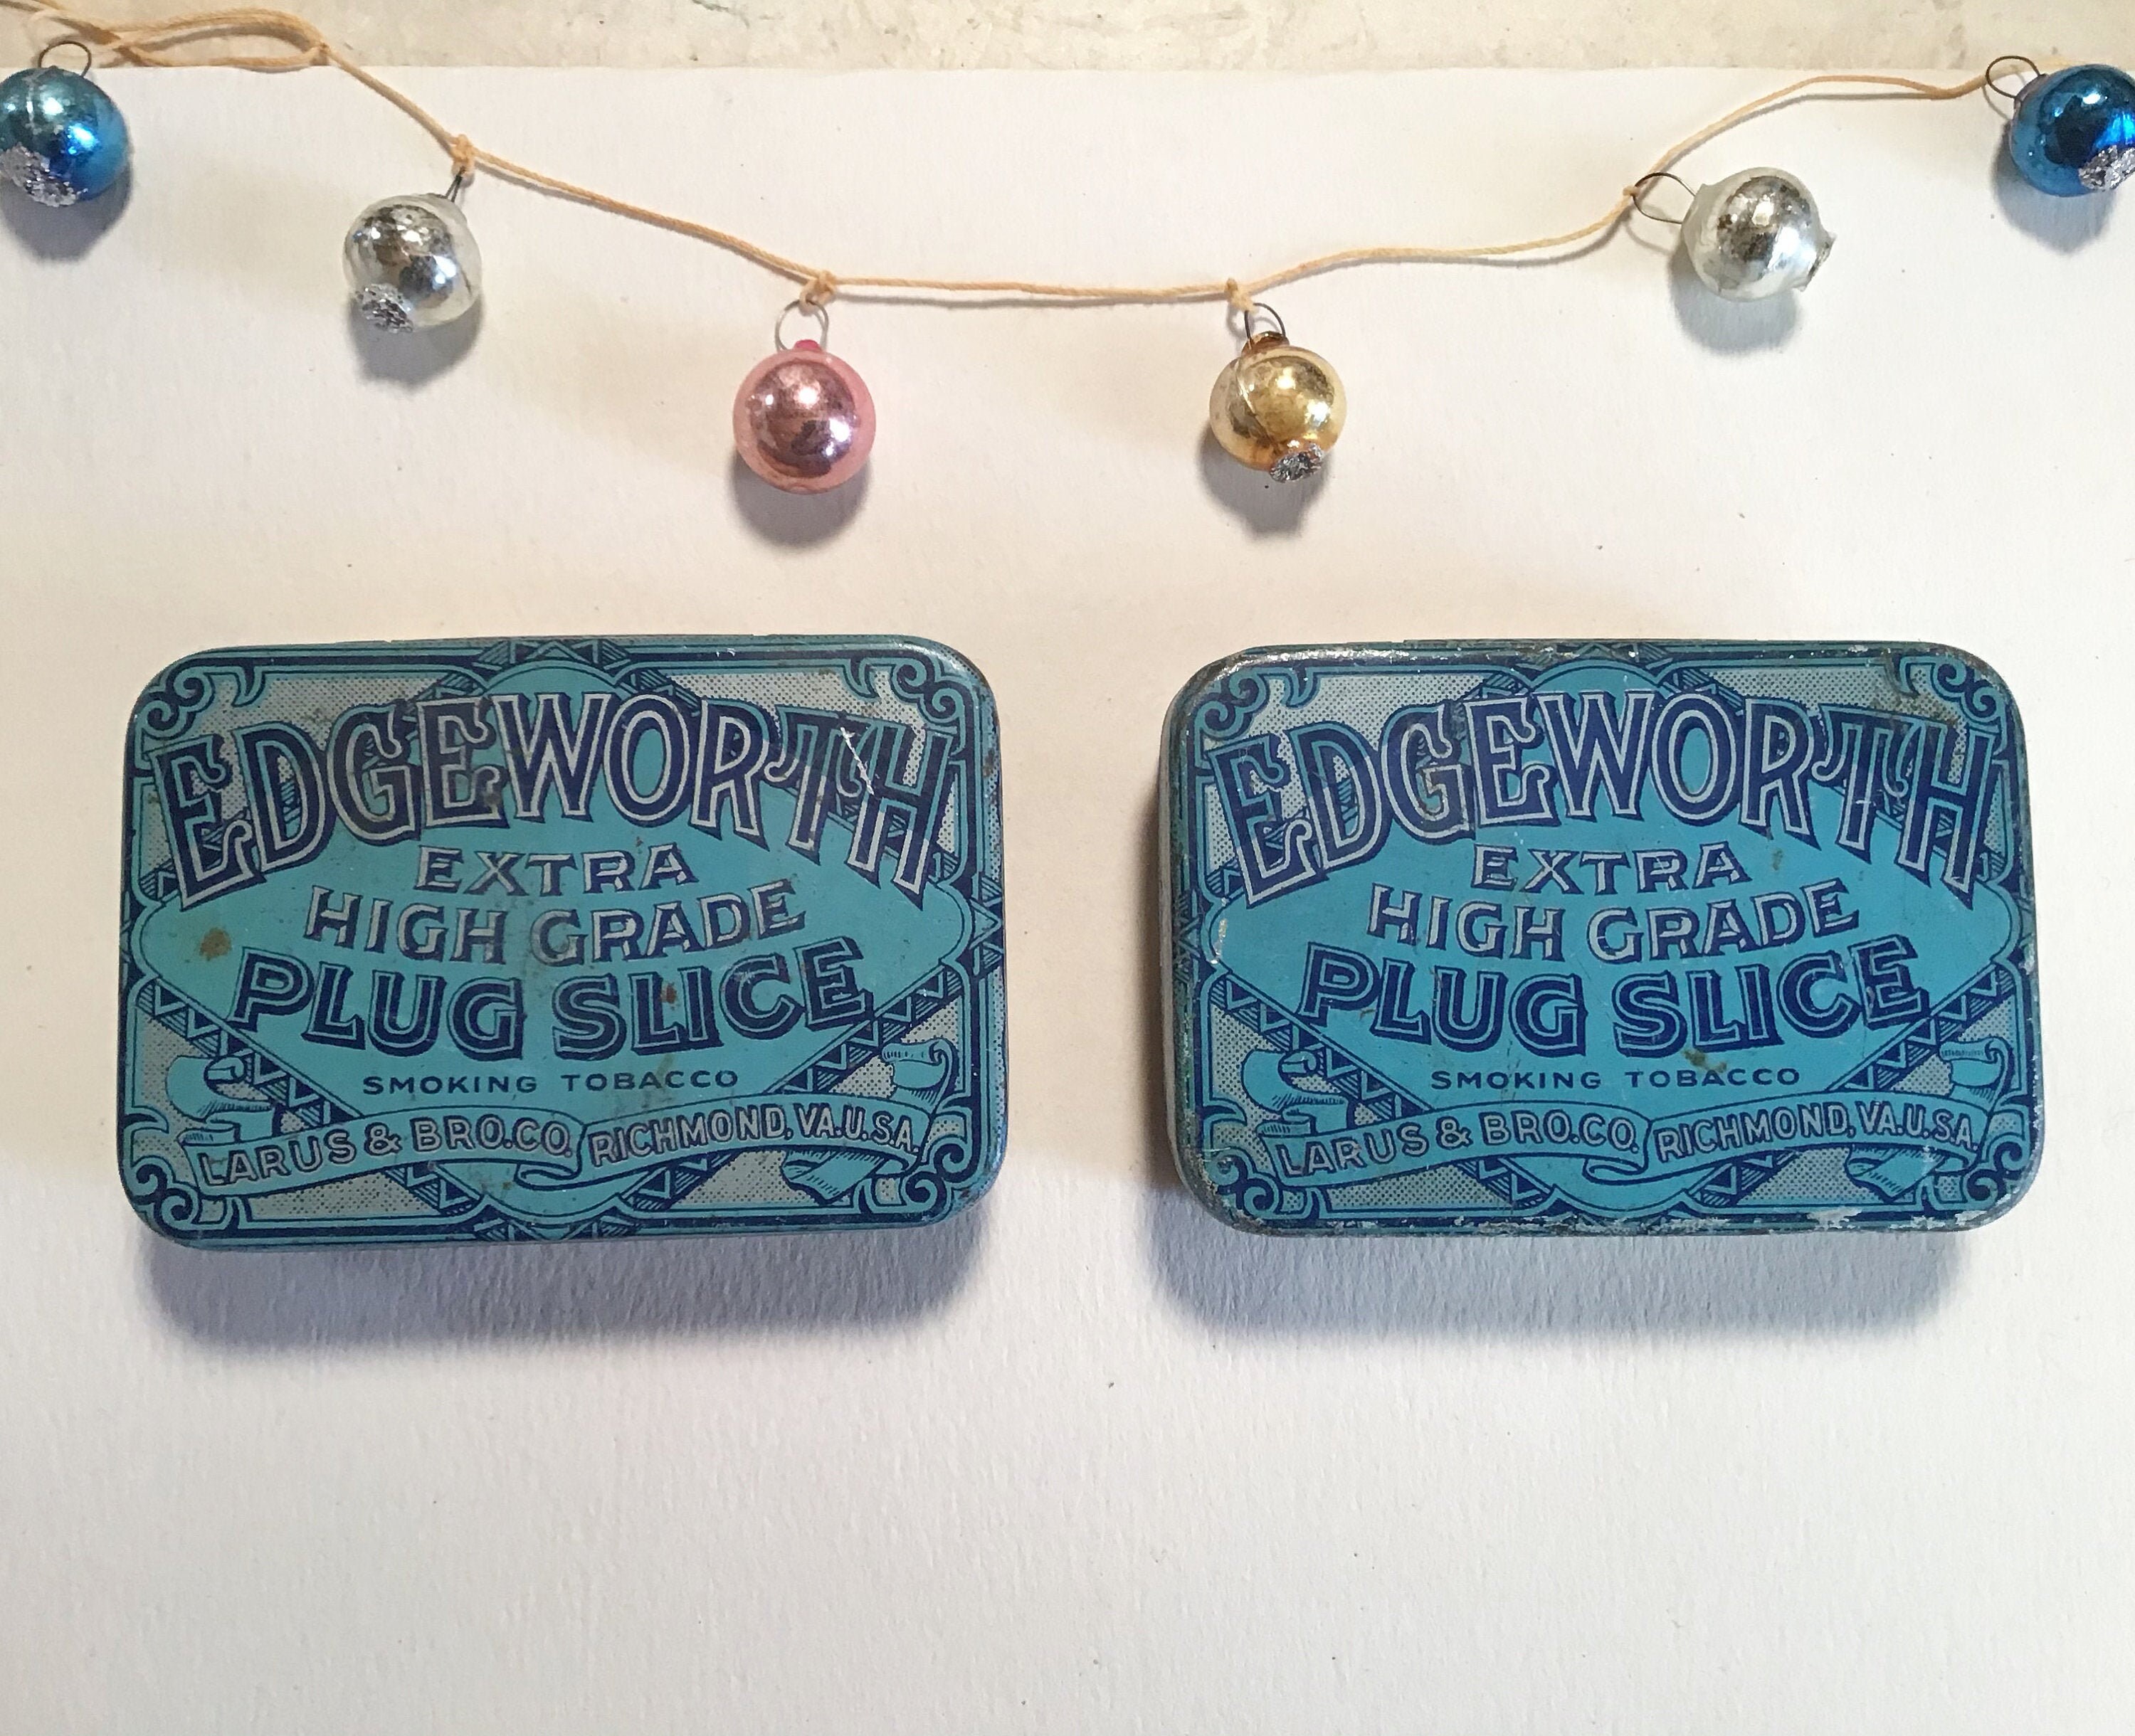 EDGEWORTH
EXTRA
HIGH GRADE
PLUG SLICE
SMOKING TOBACCO
LARUS & BRO.CO. RICHMOND, VA.U.S.A.
EDGEWORTH
EXTRA
HIGH GRADE
PLUG SLICE
SMOKING TOBACCO
LARUS & BRO.CO. RICHMOND, VA.U.S.A.